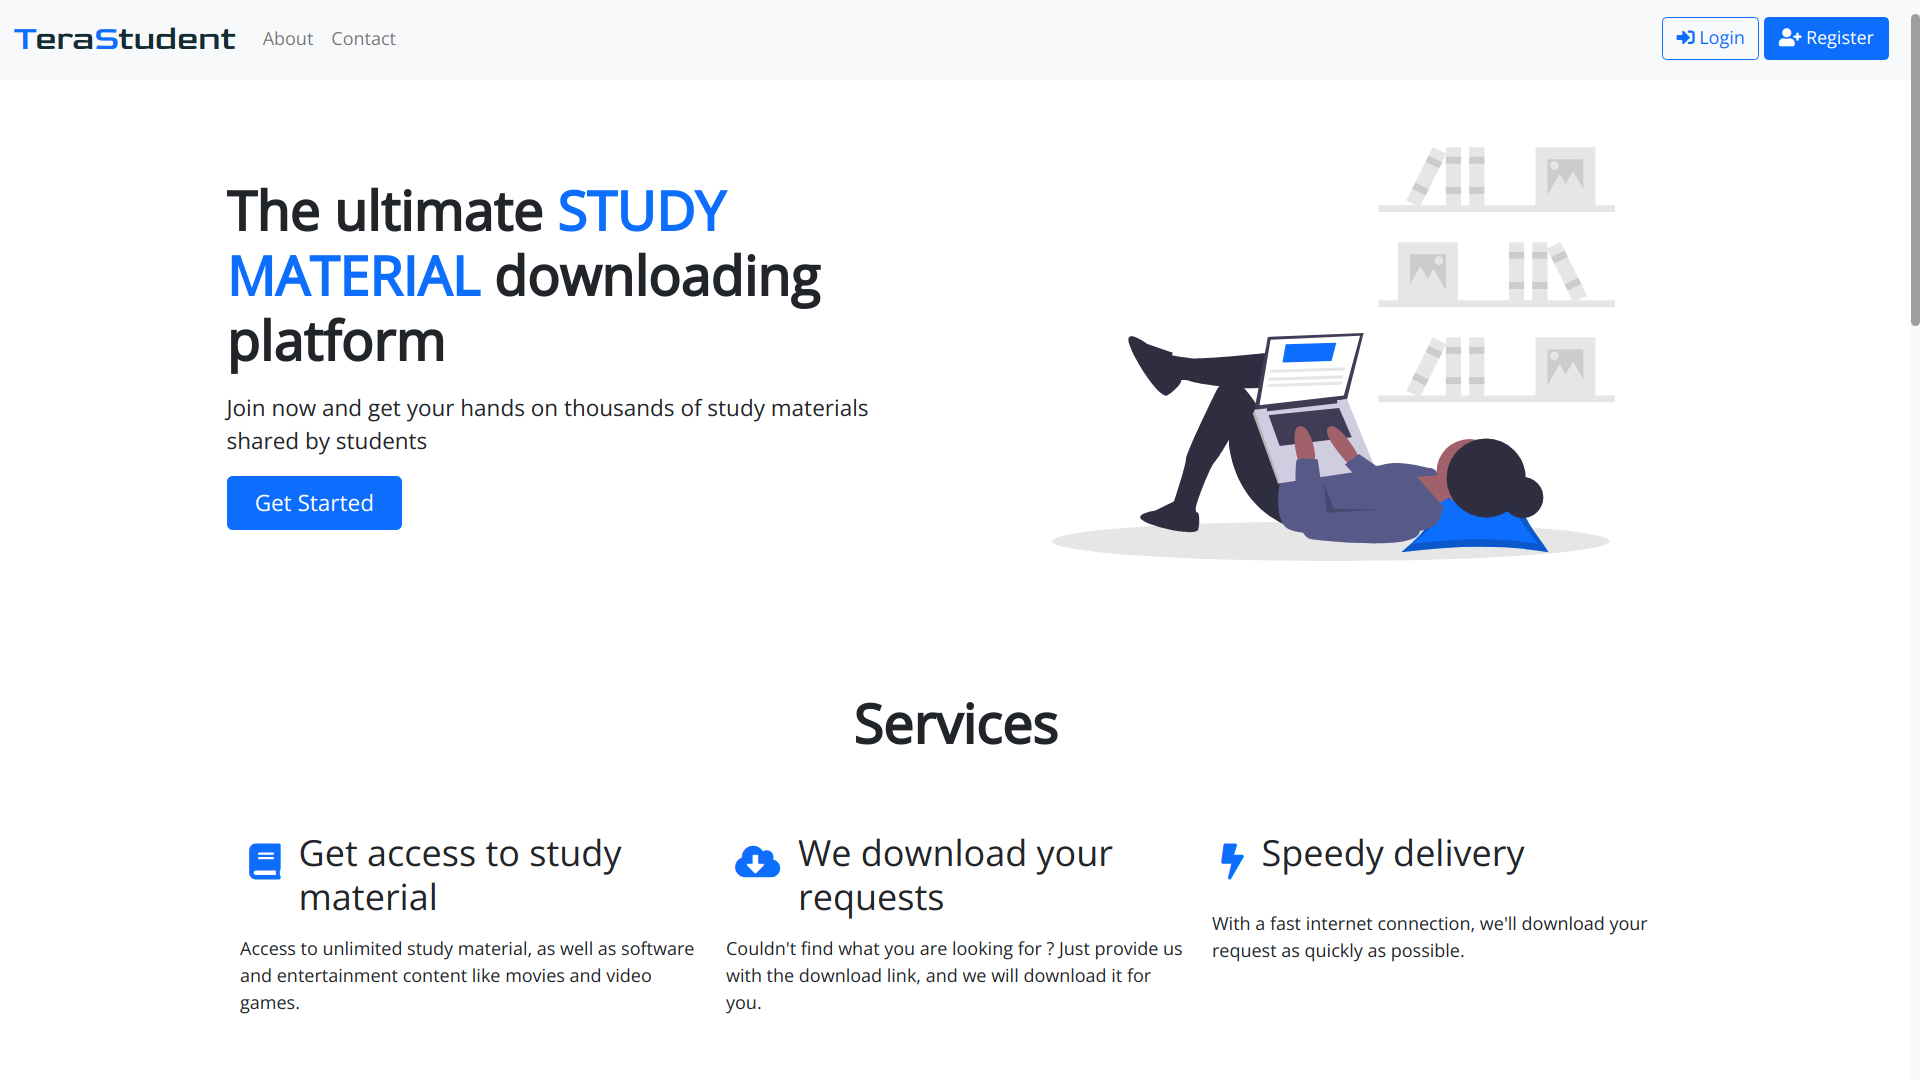 TeraStudent About Contact Login Register
The ultimate STUDY
MATERIAL downloading
platform
Join now and get your hands on thousands of study materials
shared by students
Get Started
Services
Get access to study
material
Access to unlimited study material, as well as software
and entertainment content like movies and video
games.
We download your
requests
Couldn't find what you are looking for ? Just provide us
with the download link, and we will download it for
you.
Speedy delivery
With a fast internet connection, we'll download your
request as quickly as possible.